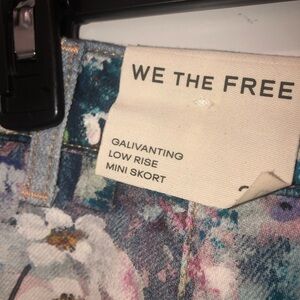 WE THE FREE
GALIVANTING
LOW RISE
MINI SKORT